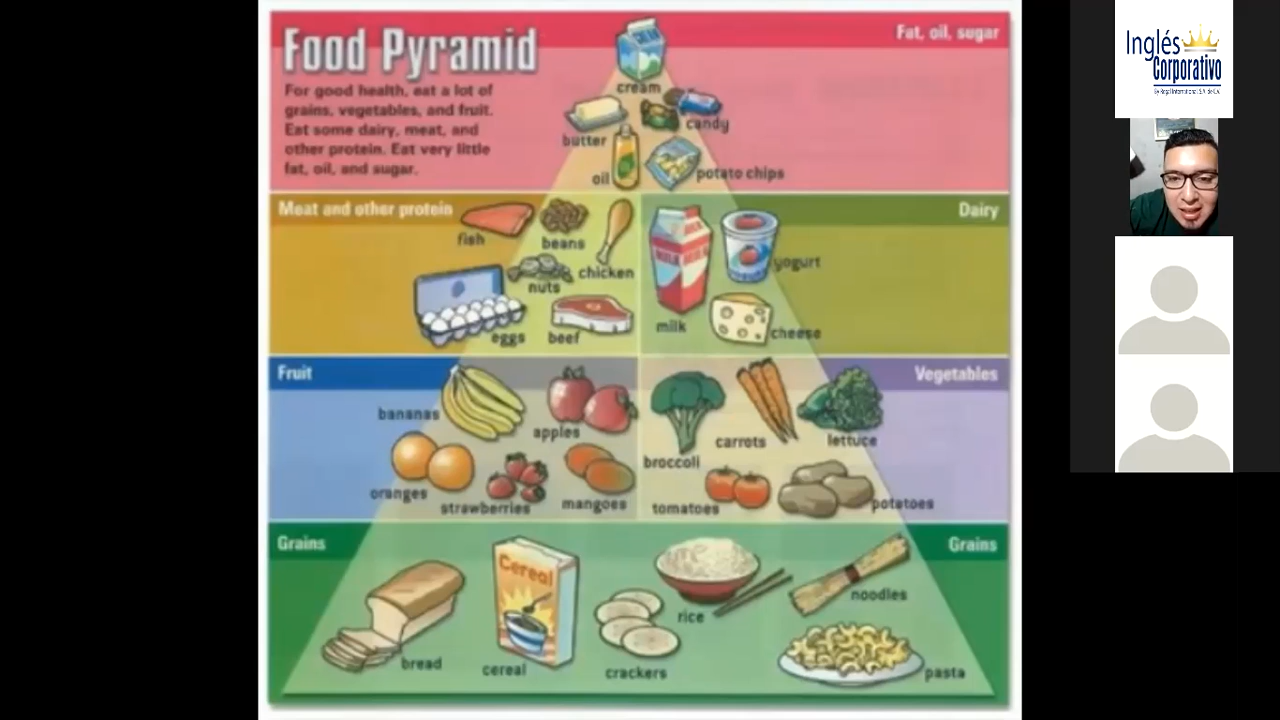 Food Pyramid
Fat, oil, sugar
For good health, eat a lot of
grains, vegetables, and fruit.
Eat some dairy, meat, and
other protein. Eat very little
fat, oil, and sugar.
cream
candy
butter
oil
potato chips
Meat and other protein
Dairy
fish
beans
chicken
nuts
eggs
beef
MILK
milk
yogurt
cheese
Fruit
Vegetables
bananas
apples
oranges
strawberries
mangoes
carrots
lettuce
broccoli
tomatoes
potatoes
Grains
Grains
Cereal
bread
cereal
crackers
rice
noodles
pasta
Inglés
Corporativo